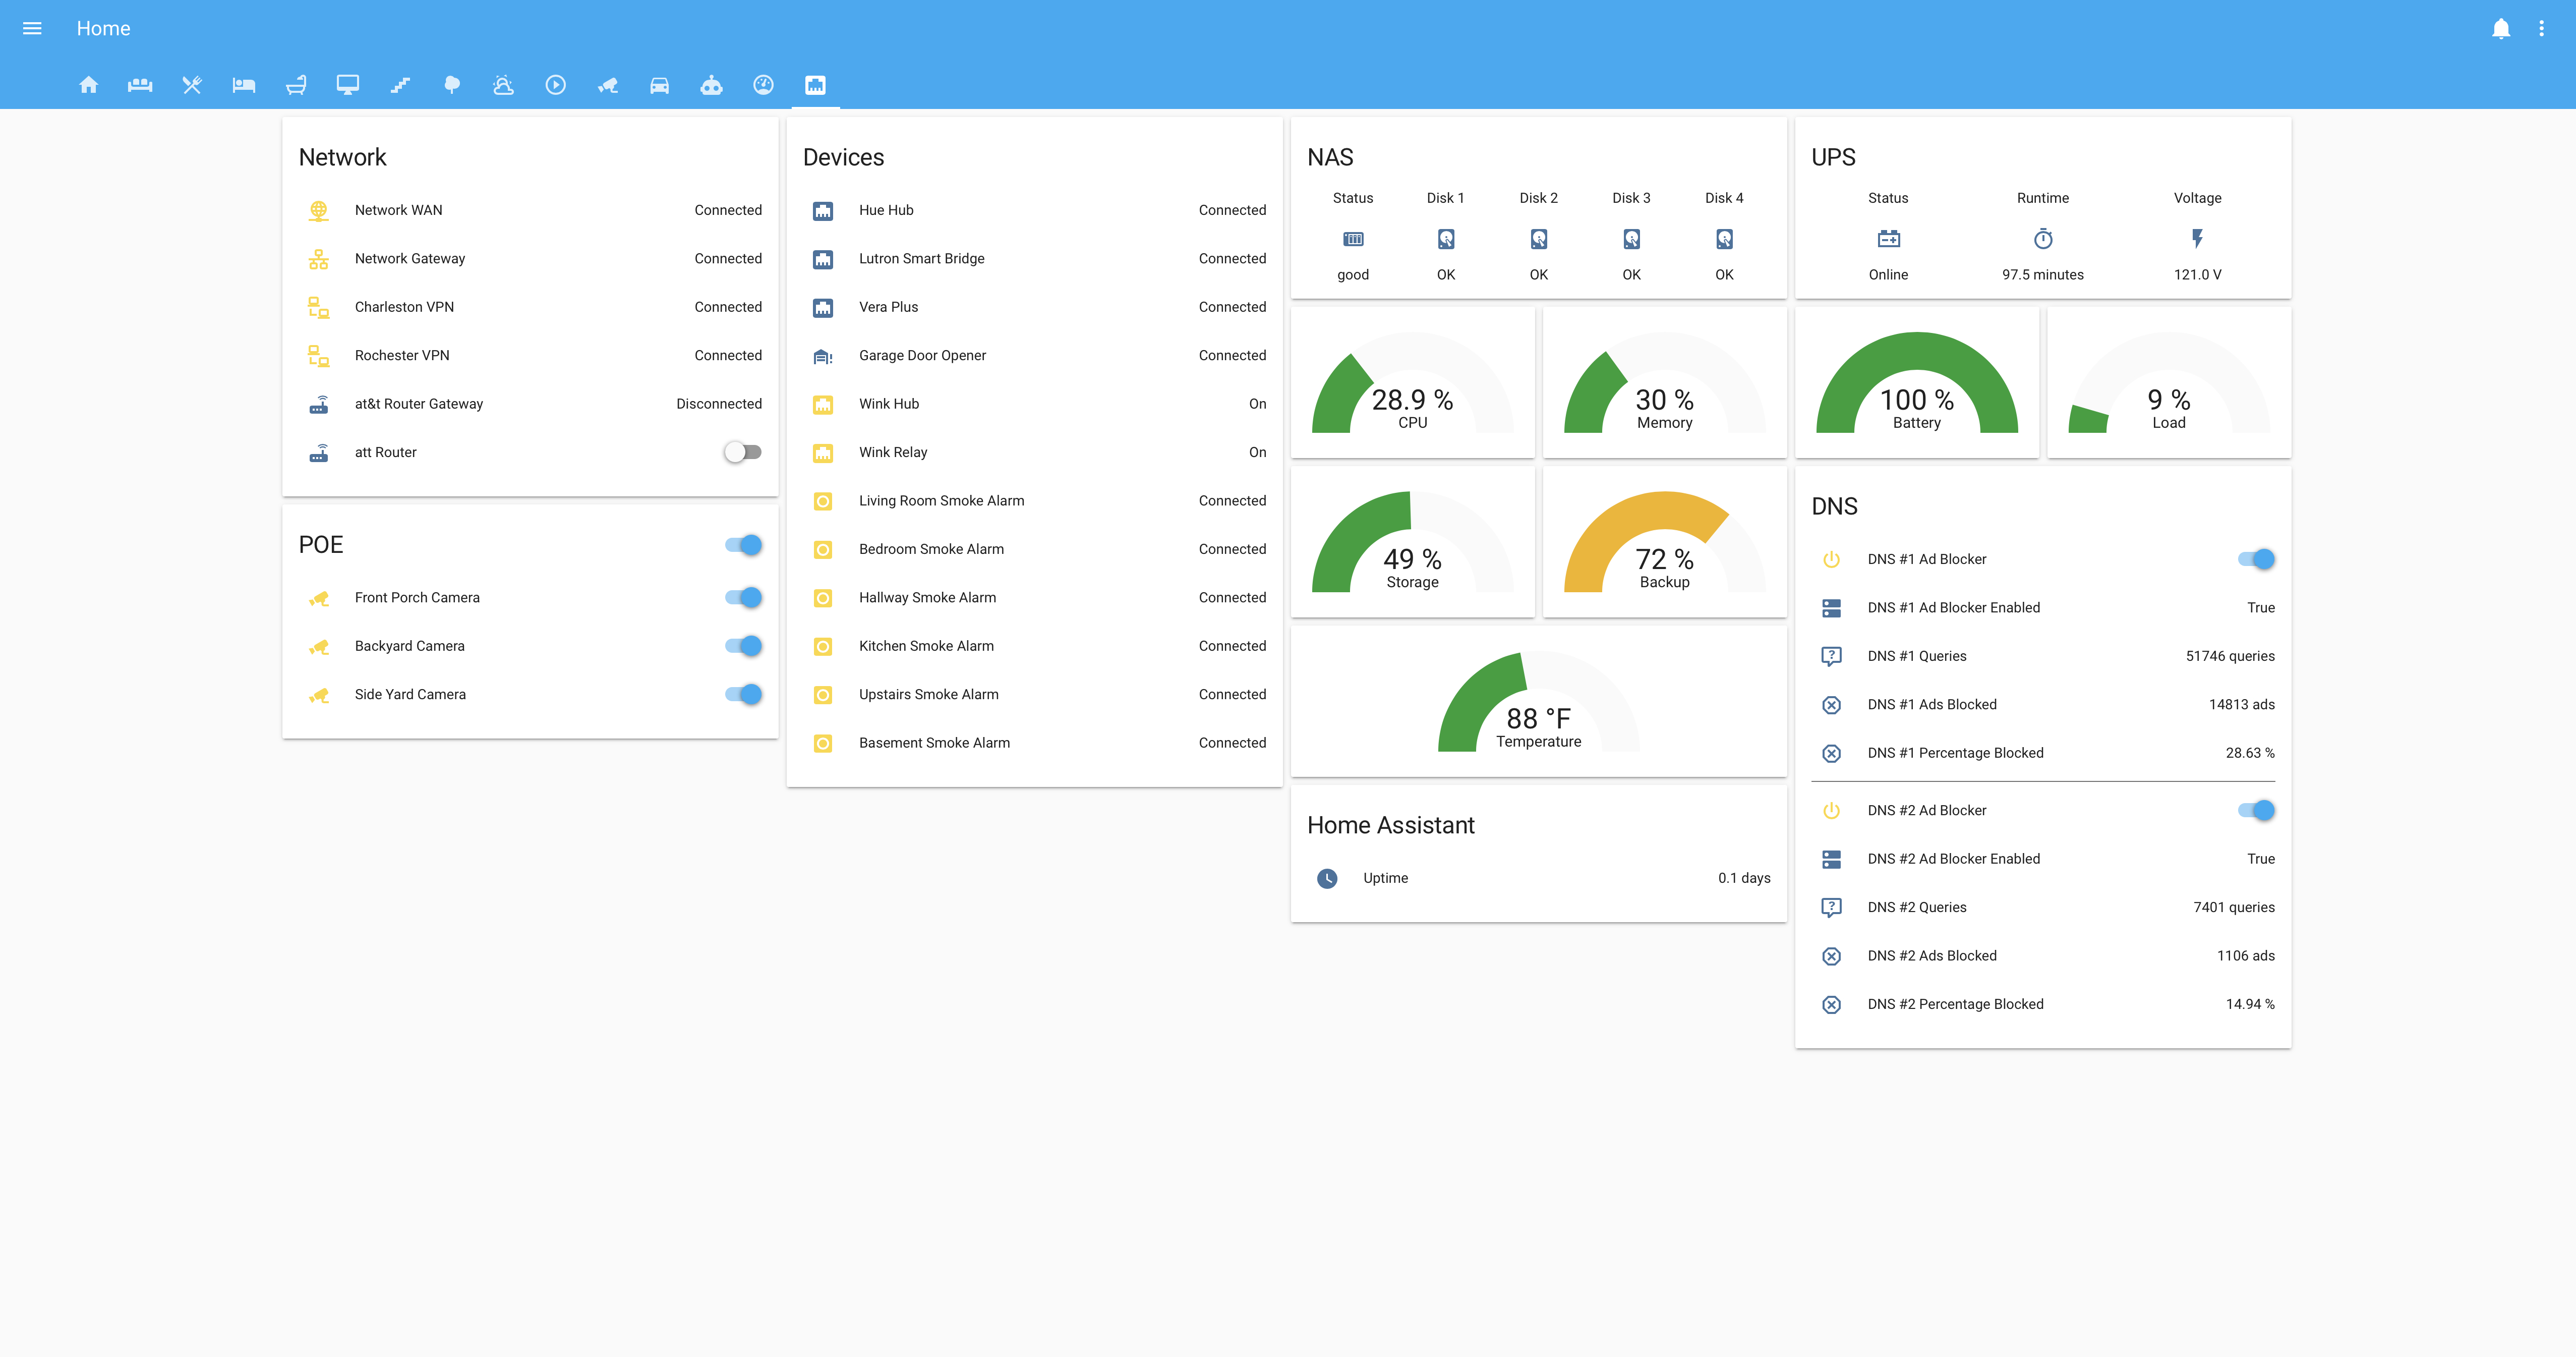 Home
Network
Network WAN Connected
Network Gateway Connected
Charleston VPN Connected
Rochester VPN Connected
at&t Router Gateway Disconnected
att Router
POE
Front Porch Camera
Backyard Camera
Side Yard Camera
Devices
Hue Hub Connected
Lutron Smart Bridge Connected
Vera Plus Connected
Garage Door Opener Connected
Wink Hub On
Wink Relay On
Living Room Smoke Alarm Connected
Bedroom Smoke Alarm Connected
Hallway Smoke Alarm Connected
Kitchen Smoke Alarm Connected
Upstairs Smoke Alarm Connected
Basement Smoke Alarm Connected
NAS
Status Disk 1 Disk 2 Disk 3 Disk 4
good OK OK OK OK
28.9 %
CPU
30 %
Memory
49 %
Storage
72 %
Backup
88 °F
Temperature
Home Assistant
Uptime 0.1 days
UPS
Status Runtime Voltage
Online 97.5 minutes 121.0 V
100 %
Battery
9 %
Load
DNS
DNS #1 Ad Blocker
DNS #1 Ad Blocker Enabled True
DNS #1 Queries 51746 queries
DNS #1 Ads Blocked 14813 ads
DNS #1 Percentage Blocked 28.63 %
DNS #2 Ad Blocker
DNS #2 Ad Blocker Enabled True
DNS #2 Queries 7401 queries
DNS #2 Ads Blocked 1106 ads
DNS #2 Percentage Blocked 14.94 %